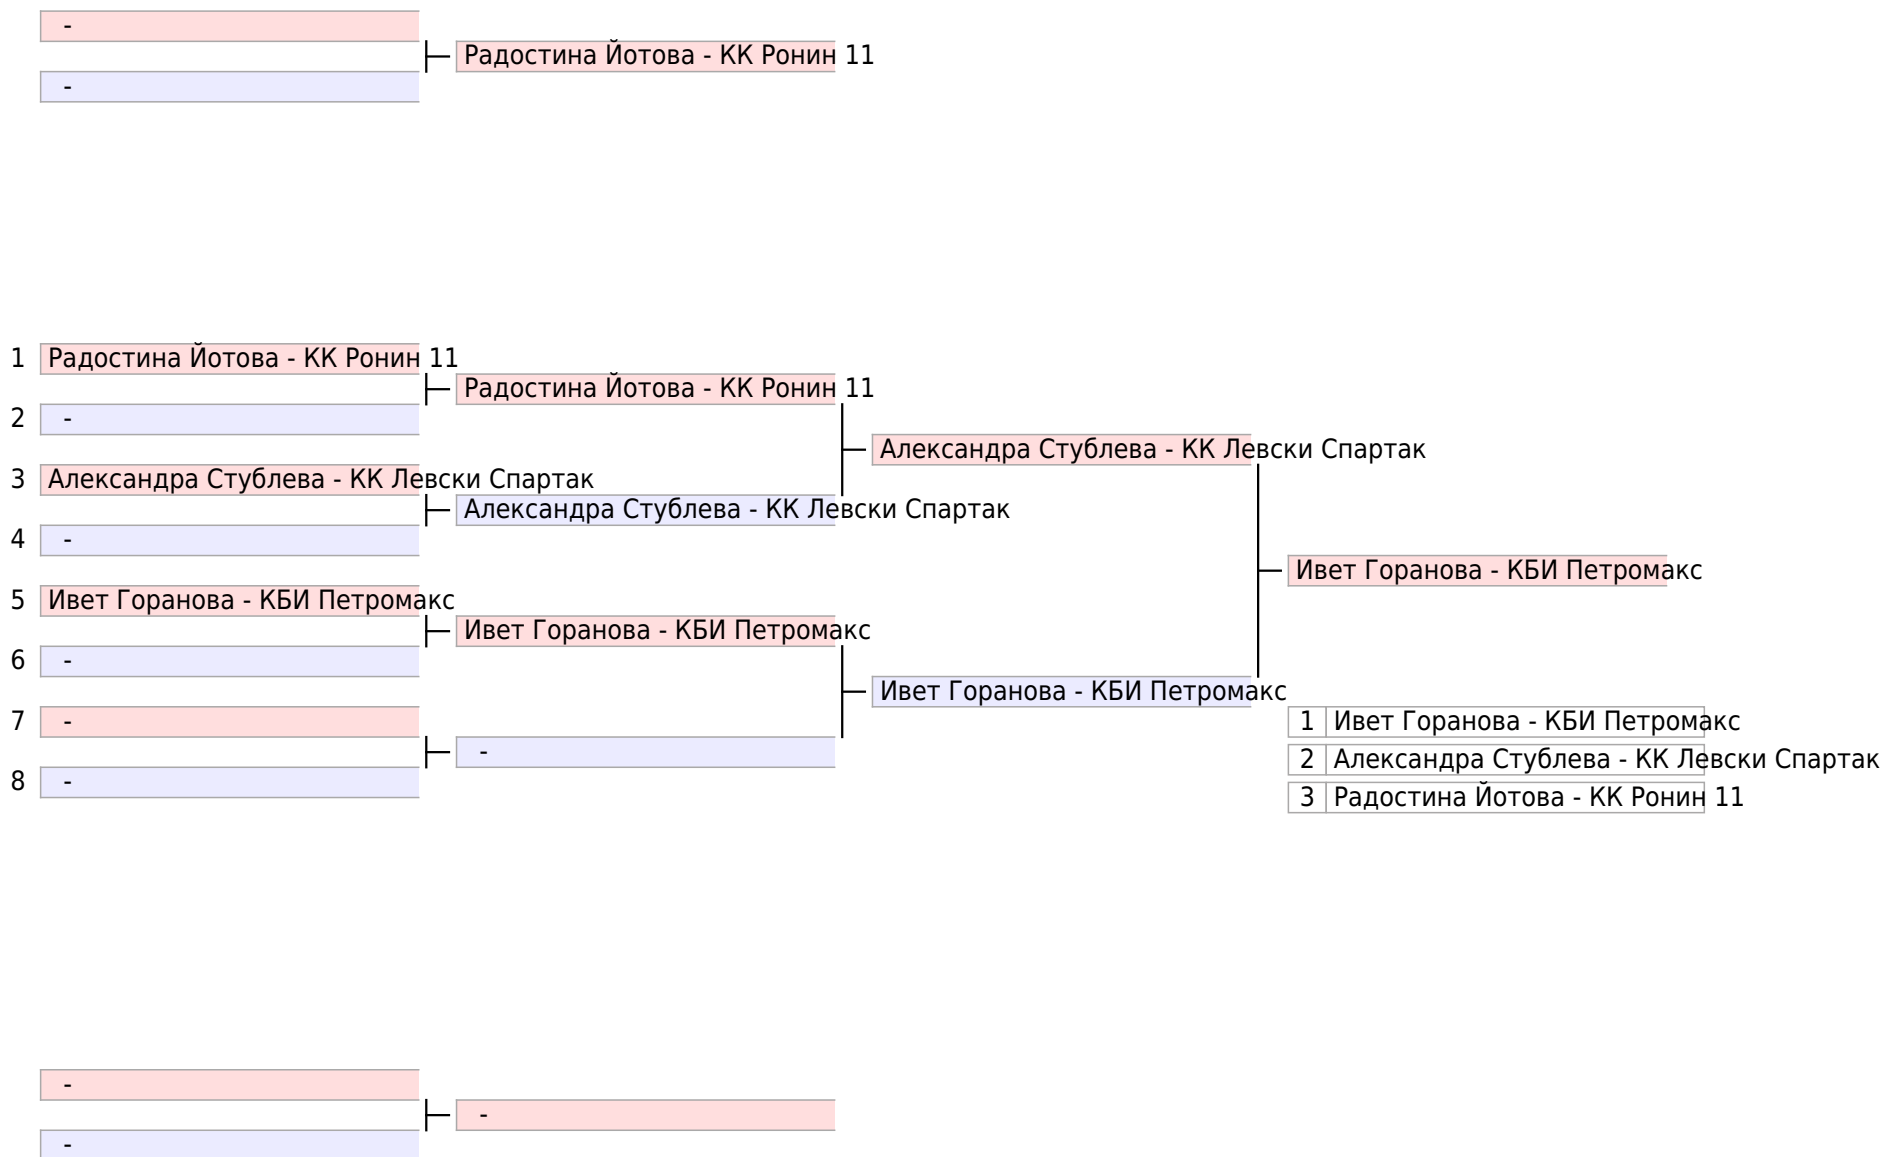 -
Радостина Йотова - КК Ронин 11
-
1 Радостина Йотова - КК Ронин 11
Радостина Йотова - КК Ронин 11
2 -
Александра Стублева - КК Левски Спартак
3 Александра Стублева - КК Левски Спартак
Александра Стублева - КК Левски Спартак
4 -
Ивет Горанова - КБИ Петромакс
5 Ивет Горанова - КБИ Петромакс
Ивет Горанова - КБИ Петромакс
6 -
Ивет Горанова - КБИ Петромакс
7 -
1 Ивет Горанова - КБИ Петромакс
-
2 Александра Стублева - КК Левски Спартак
8 -
3 Радостина Йотова - КК Ронин 11
-
-
-